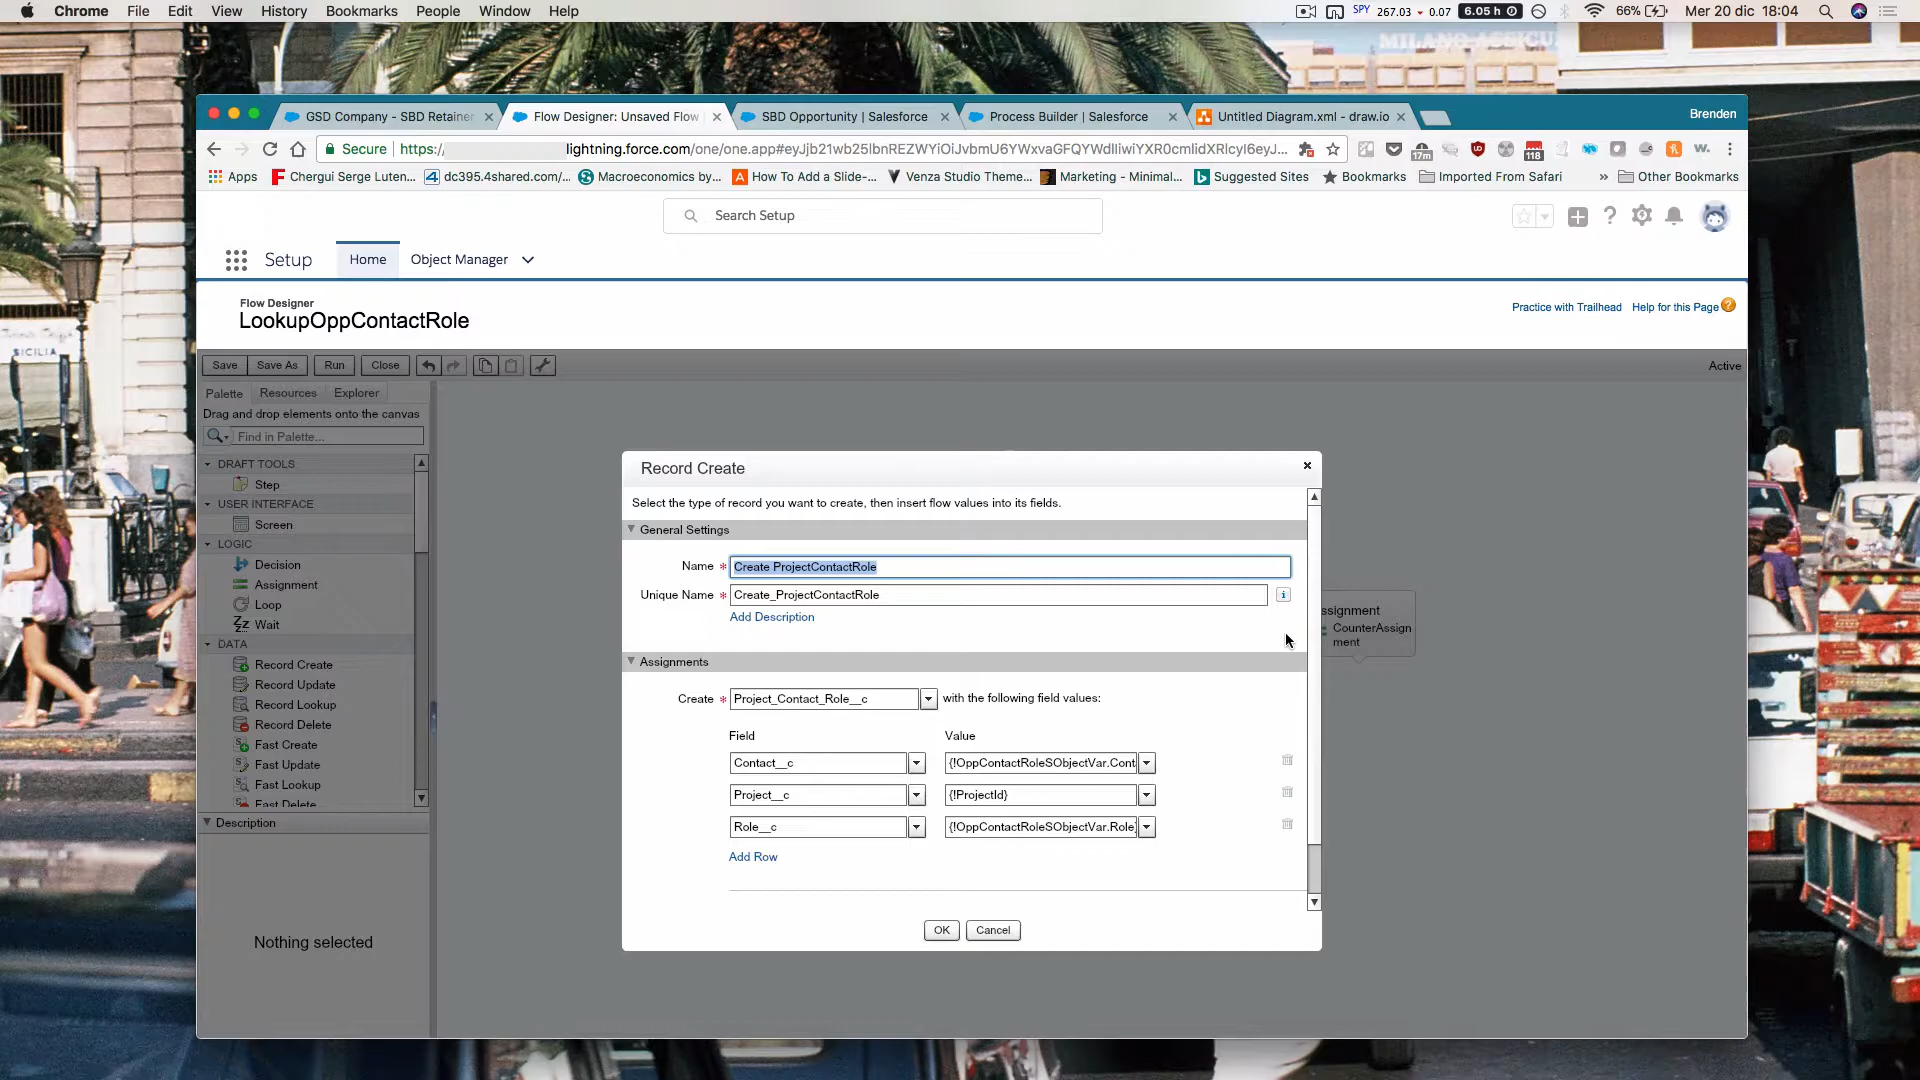 Chrome File Edit View History Bookmarks People Window Help
SPY 267.03 0.07 6.05 h 66% Mer 20 dic 18:04
GSD Company - SBD Retainer
Flow Designer: Unsaved Flow
SBD Opportunity | Salesforce
Process Builder | Salesforce
Untitled Diagram.xml - draw.io
Brenden
Secure https:// lightning.force.com/one/one.app#eyJjb21wb25lbnREZWYiOiJvbmU6YWxvaGFQYWdlIiwiYXR0cmlidXRlcyI6eyJ...
17m
118
Apps Chergui Serge Luten... dc395.4shared.com/... Macroeconomics by... How To Add a Slide-... Venza Studio Theme... Marketing - Minimal... Suggested Sites Bookmarks Imported From Safari » Other Bookmarks
Search Setup
Setup Home Object Manager
Flow Designer
LookupOppContactRole
Practice with Trailhead Help for this Page
Save Save As Run Close Active
Palette Resources Explorer
Drag and drop elements onto the canvas
Find in Palette...
DRAFT TOOLS
Step
USER INTERFACE
Screen
LOGIC
Decision
Assignment
Loop
Wait
DATA
Record Create
Record Update
Record Lookup
Record Delete
Fast Create
Fast Update
Fast Lookup
Fast Delete
Description
Nothing selected
Record Create
Select the type of record you want to create, then insert flow values into its fields.
General Settings
Name * Create ProjectContactRole
Unique Name * Create_ProjectContactRole
Add Description
Assignments
Create * Project_Contact_Role__c with the following field values:
Field Value
Contact__c {!OppContactRoleSObjectVar.Cont
Project__c {!ProjectId}
Role__c {!OppContactRoleSObjectVar.Role}
Add Row
OK Cancel
ssignment
CounterAssign
ment
SICILIA